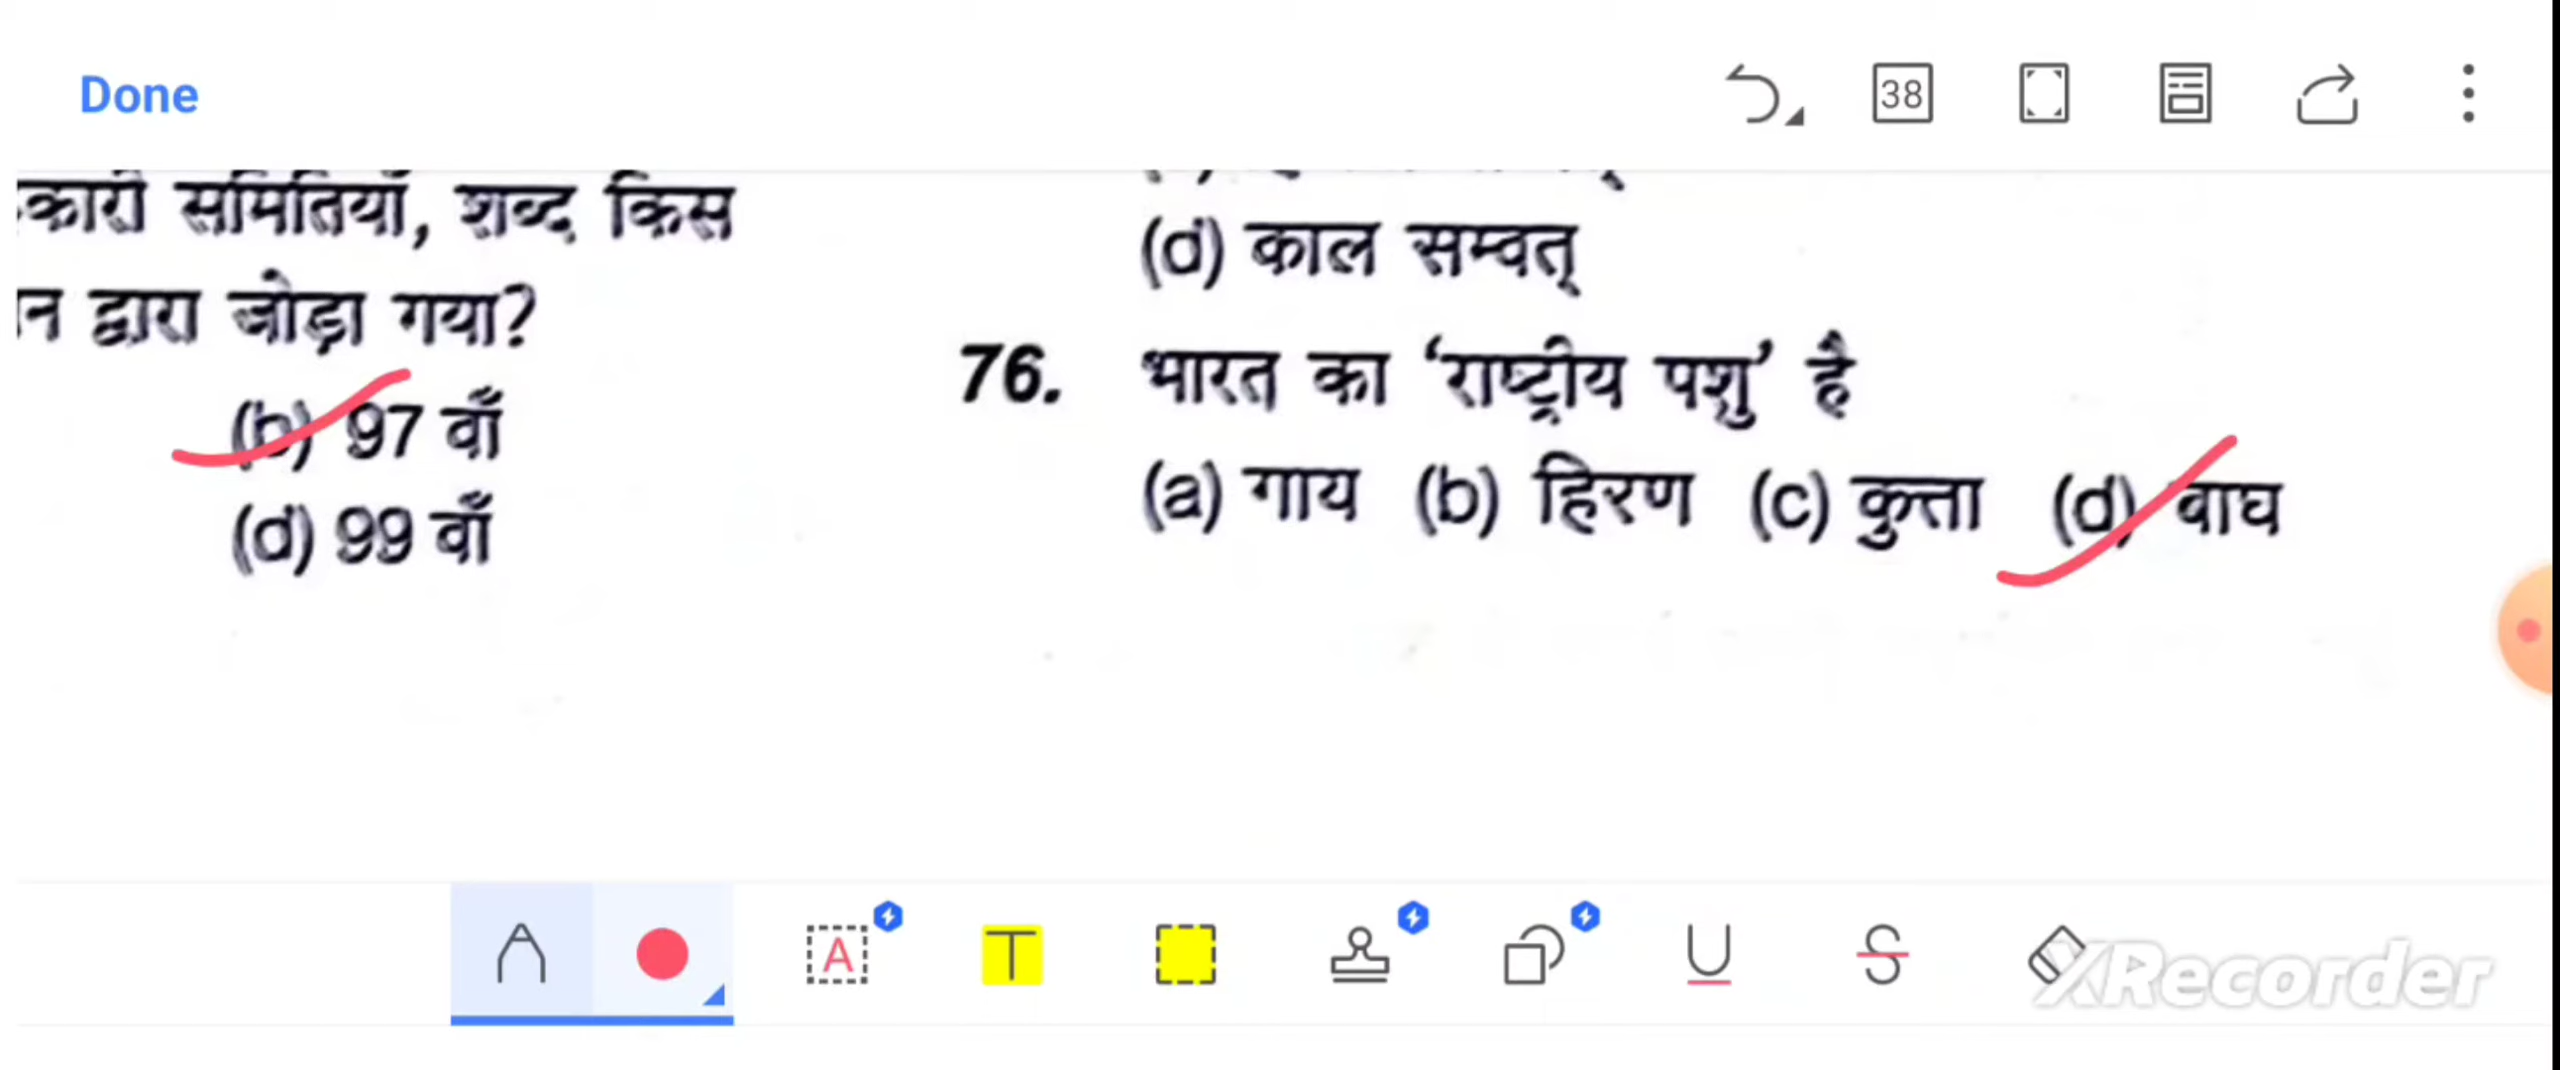 Done
38
समितियाँ, शब्द किस
द्वारा जोड़ा गया?
(b) 97 वाँ
(d) 99 वाँ
(d) काल सम्वत्
76. भारत का ‘राष्ट्रीय पशु’ है
(a) गाय (b) हिरण (c) कुत्ता (d) बाघ
A T U S
XRecorder